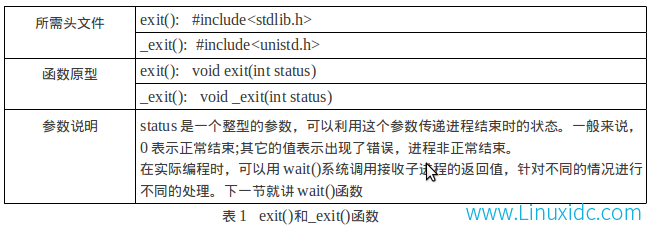 所需头文件
exit():   #include<stdlib.h>
_exit():  #include<unistd.h>
函数原型
exit():   void exit(int status)
_exit():   void _exit(int status)
参数说明
status 是一个整型的参数，可以利用这个参数传递进程结束时的状态。一般来说，
0 表示正常结束;其它的值表示出现了错误，进程非正常结束。
在实际编程时，可以用 wait()系统调用接收子进程的返回值，针对不同的情况进行
不同的处理。下一节就讲 wait()函数
表 1   exit()和_exit()函数
www.Linuxidc.com